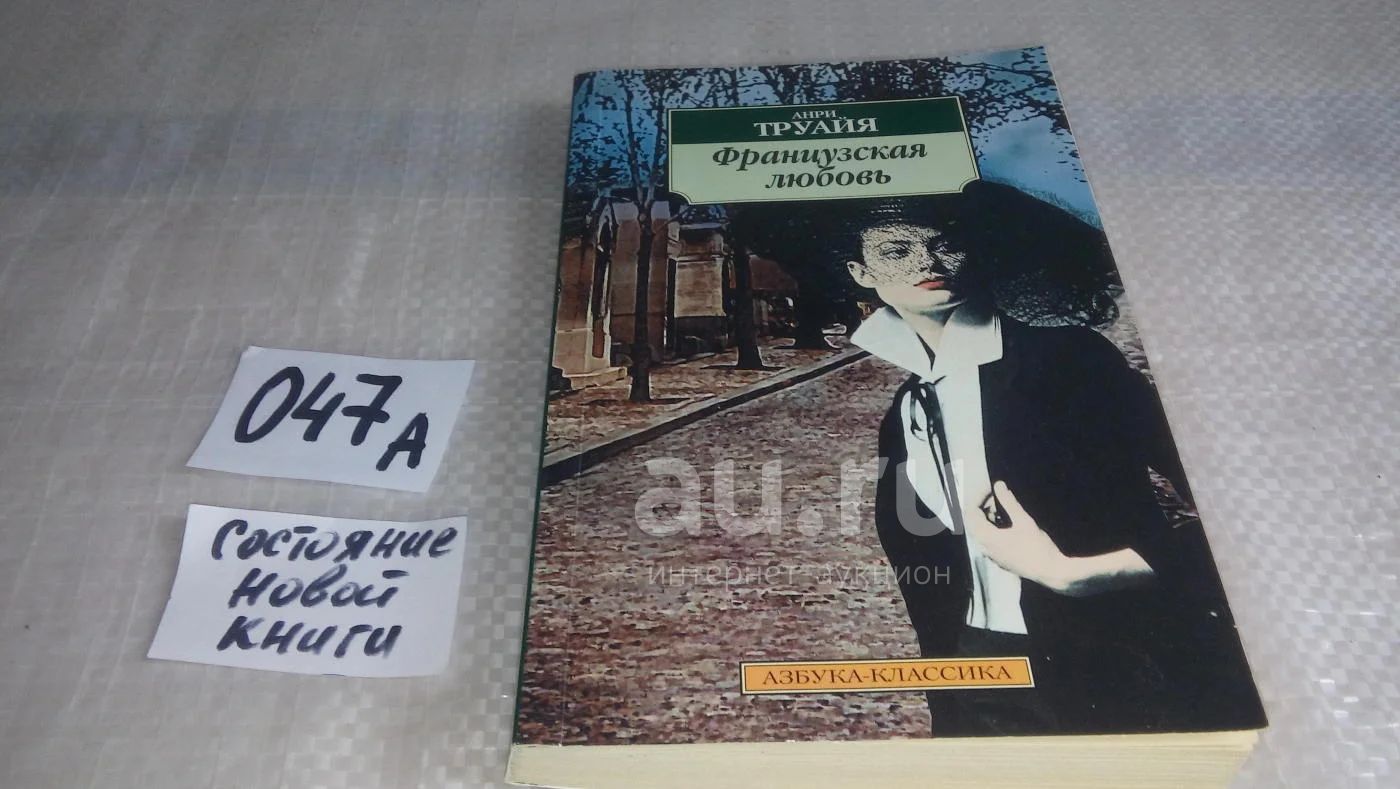 АНРИ
ТРУАЙЯ
Французская
любовь
047А
Состояние
Новой
книги
au.ru
интернет аукцион
АЗБУКА-КЛАССИКА